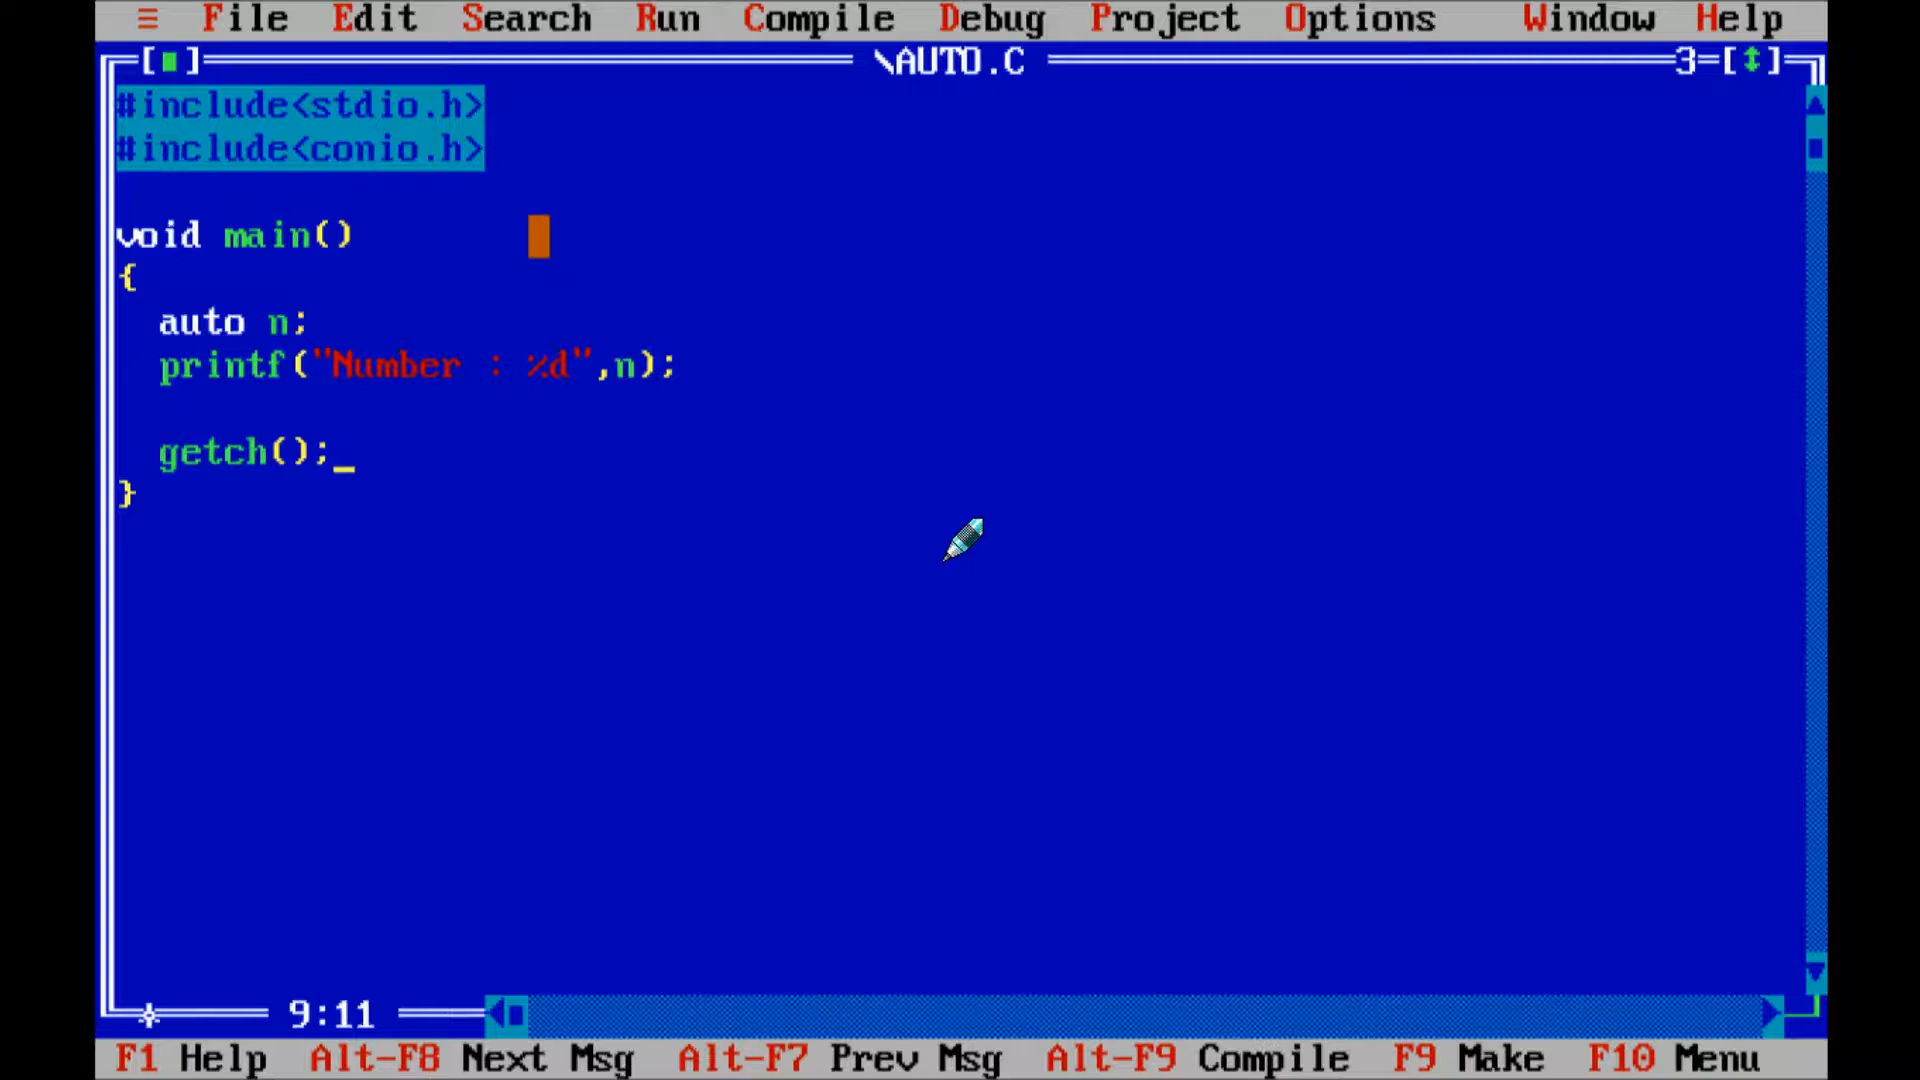 ≡ File Edit Search Run Compile Debug Project Options Window Help
[■] \AUTO.C 3=[↕]
#include<stdio.h>
#include<conio.h>
void main()
{
auto n;
printf("Number : %d",n);
getch();_
}
9:11
F1 Help Alt-F8 Next Msg Alt-F7 Prev Msg Alt-F9 Compile F9 Make F10 Menu